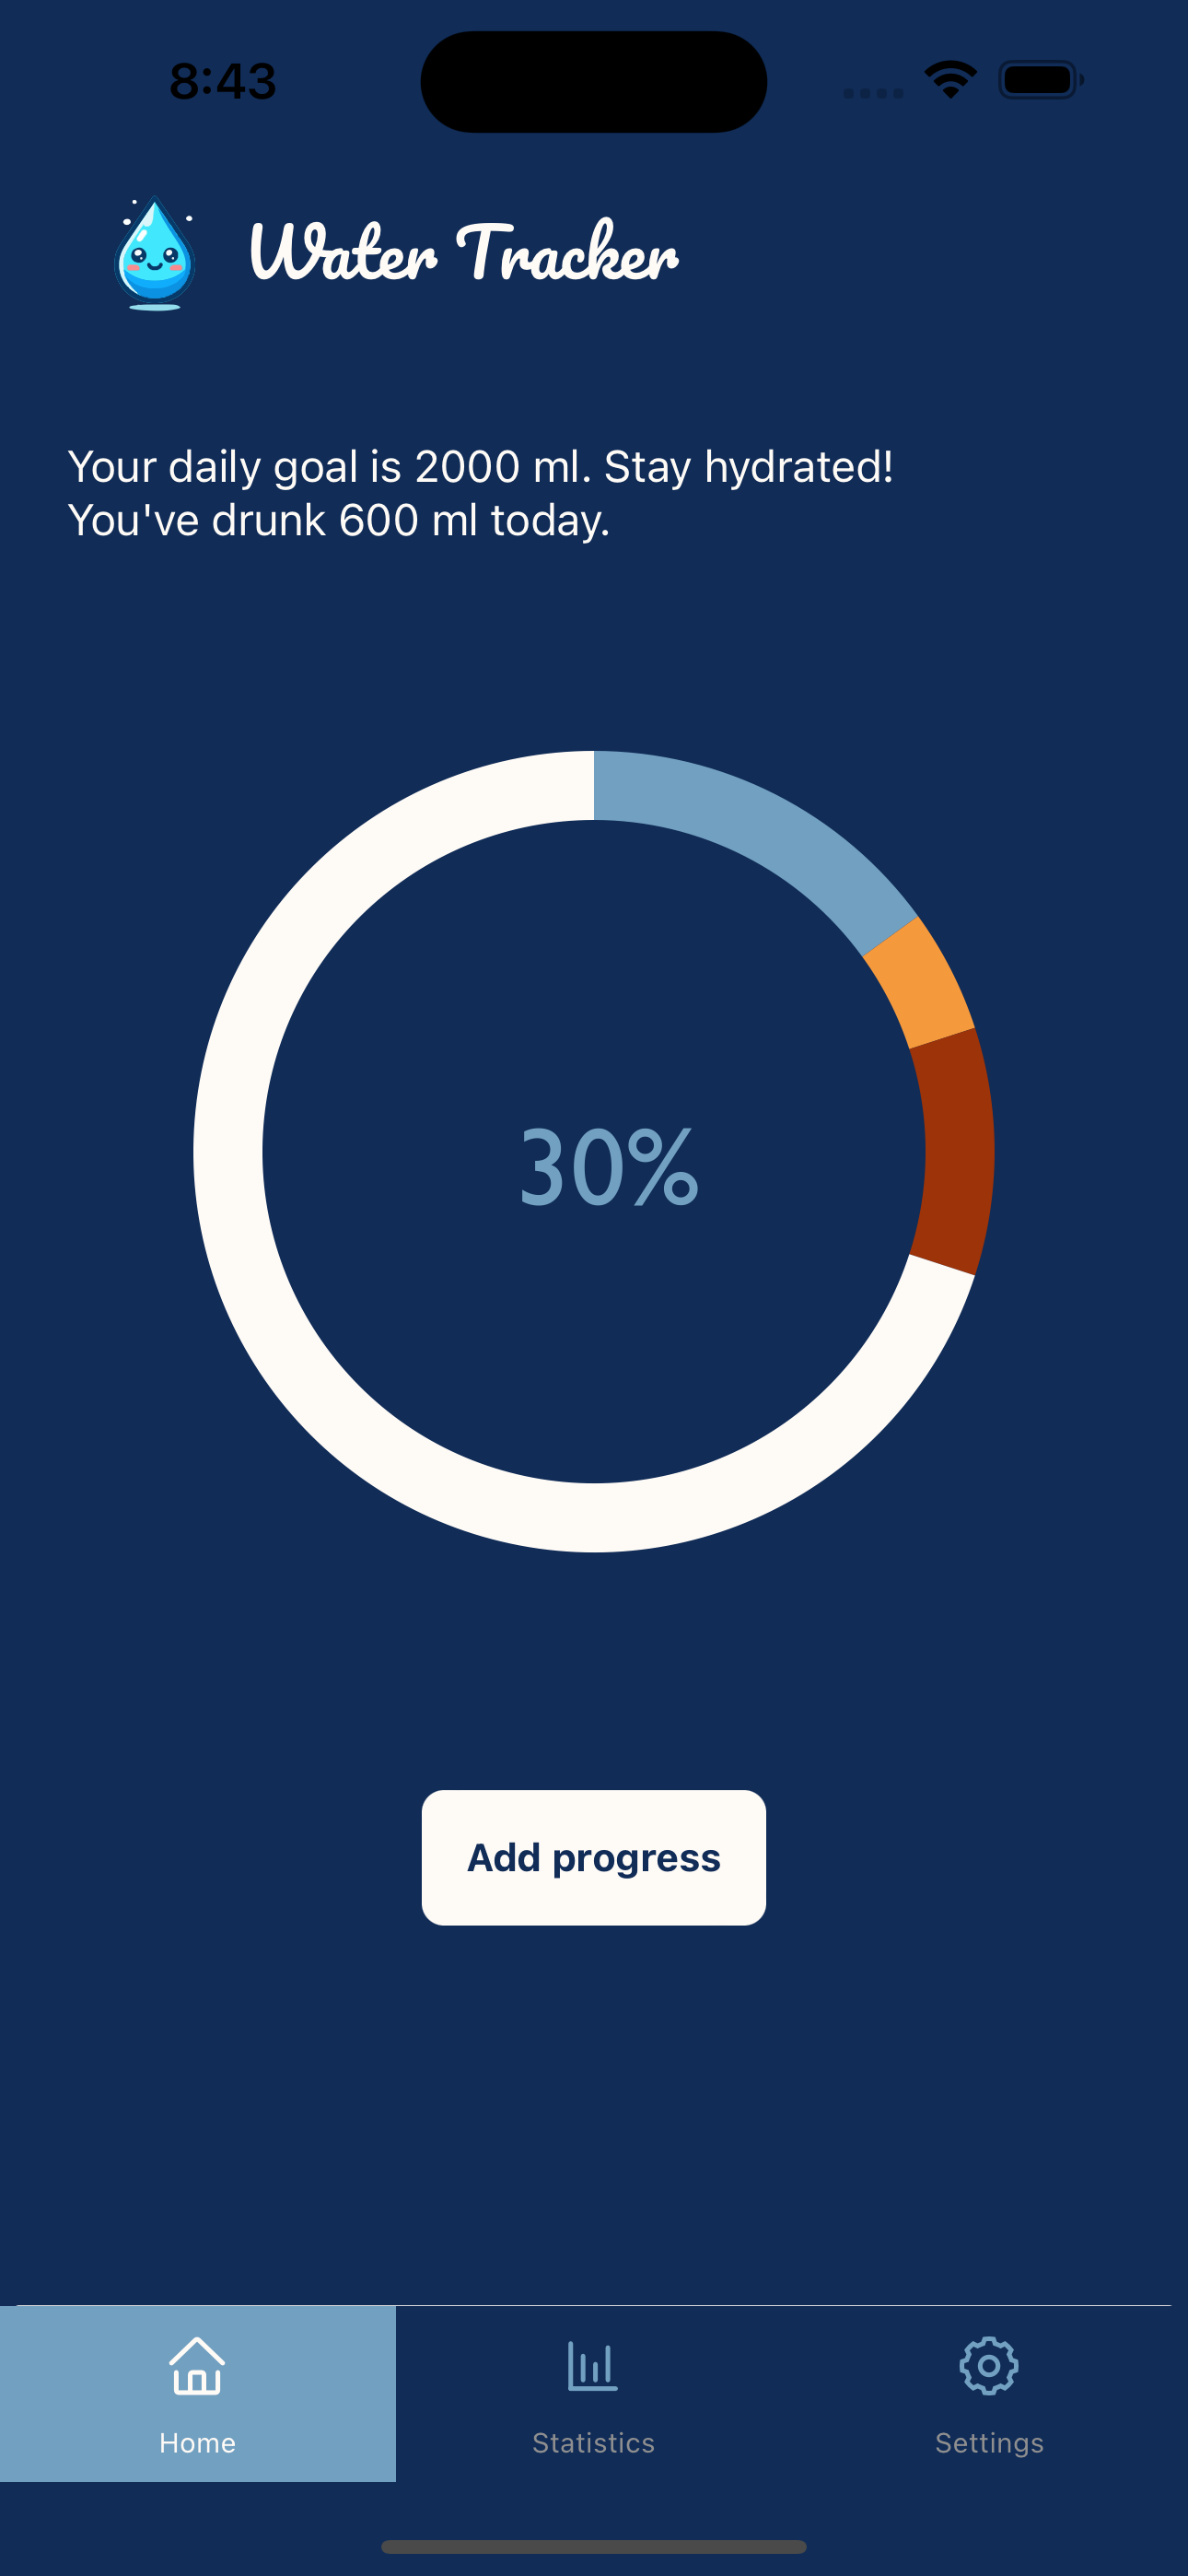 8:43
Water Tracker
Your daily goal is 2000 ml. Stay hydrated!
You've drunk 600 ml today.
30%
Add progress
Home
Statistics
Settings